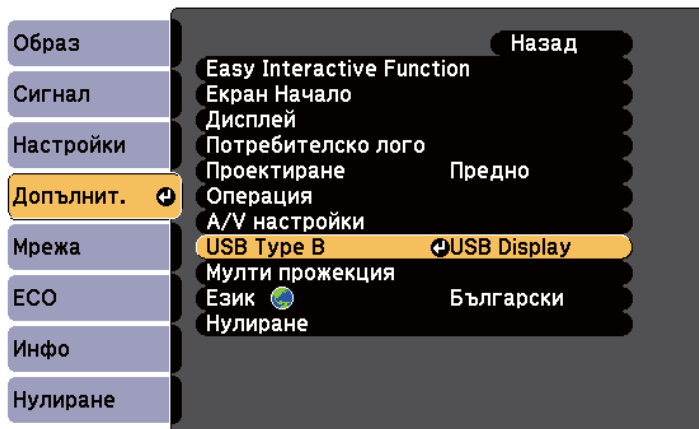 Образ
Сигнал
Настройки
Допълнит.
Мрежа
ECO
Инфо
Нулиране
Назад
Easy Interactive Function
Екран Начало
Дисплей
Потребителско лого
Проектиране Предно
Операция
A/V настройки
USB Type B USB Display
Мулти прожекция
Език Български
Нулиране